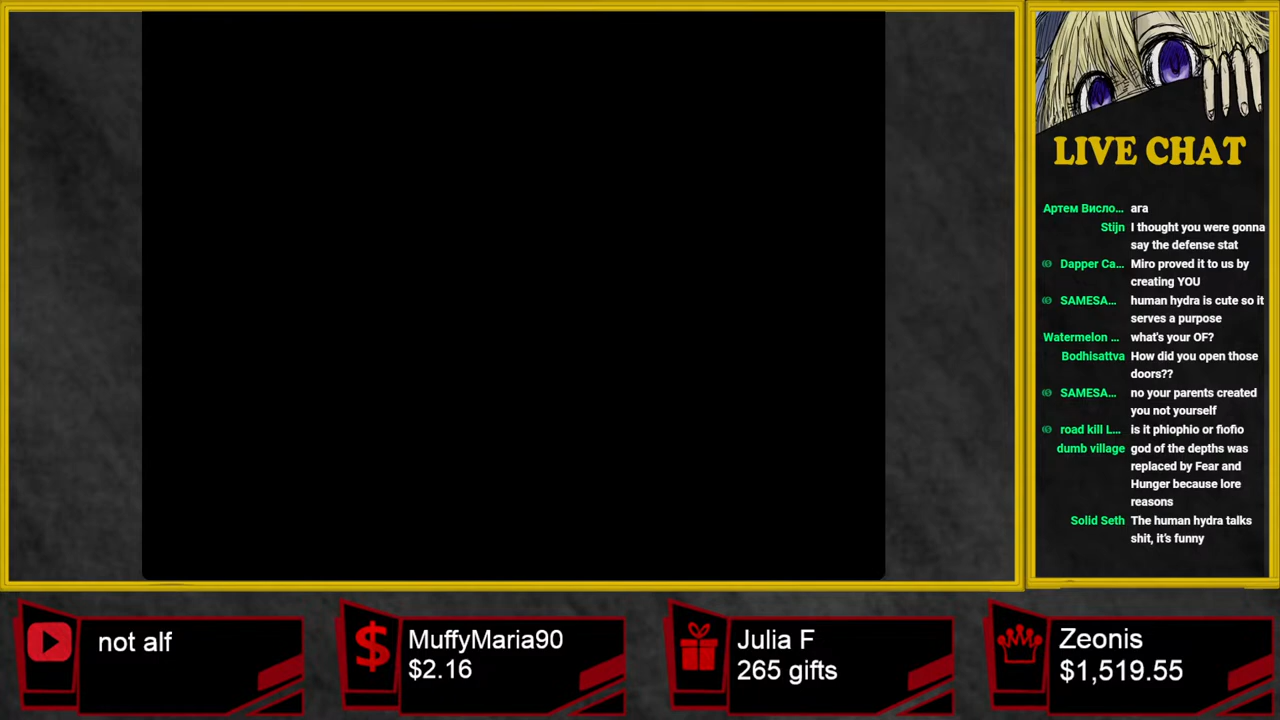 LIVE CHAT
Артем Висло... ara
Stijn I thought you were gonna
say the defense stat
Dapper Ca... Miro proved it to us by
creating YOU
SAMESA... human hydra is cute so it
serves a purpose
Watermelon ... what's your OF?
Bodhisattva How did you open those
doors??
SAMESA... no your parents created
you not yourself
road kill L... is it phiophio or fiofio
dumb village god of the depths was
replaced by Fear and
Hunger because lore
reasons
Solid Seth The human hydra talks
shit, it's funny
not alf
MuffyMaria90
$2.16
Julia F
265 gifts
Zeonis
$1,519.55